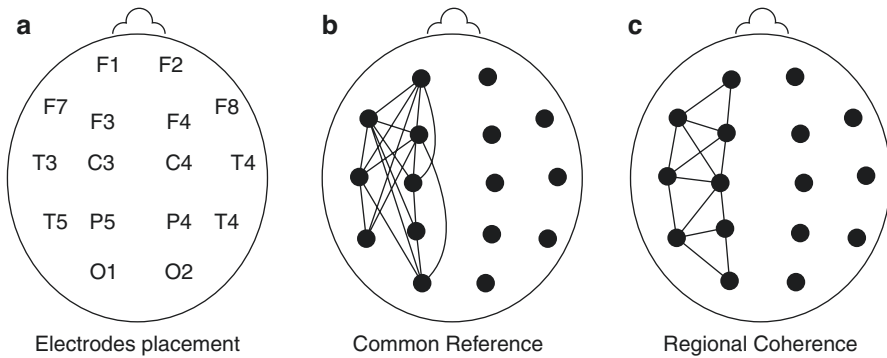 a
b
c
F1 F2
F7 F8
F3 F4
T3 C3 C4 T4
T5 P5 P4 T4
O1 O2
Electrodes placement
Common Reference
Regional Coherence